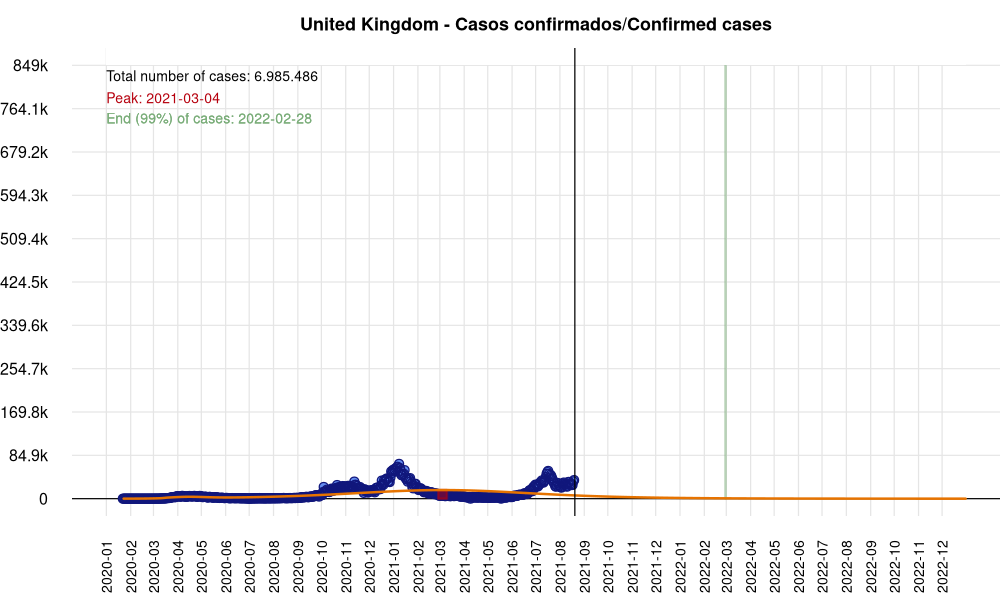 United Kingdom - Casos confirmados/Confirmed cases
849k
Total number of cases: 6.985.486
Peak: 2021-03-04
764.1k
End (99%) of cases: 2022-02-28
679.2k
594.3k
509.4k
424.5k
339.6k
254.7k
169.8k
84.9k
0
2020-01
2020-02
2020-03
2020-04
2020-05
2020-06
2020-07
2020-08
2020-09
2020-10
2020-11
2020-12
2021-01
2021-02
2021-03
2021-04
2021-05
2021-06
2021-07
2021-08
2021-09
2021-10
2021-11
2021-12
2022-01
2022-02
2022-03
2022-04
2022-05
2022-06
2022-07
2022-08
2022-09
2022-10
2022-11
2022-12